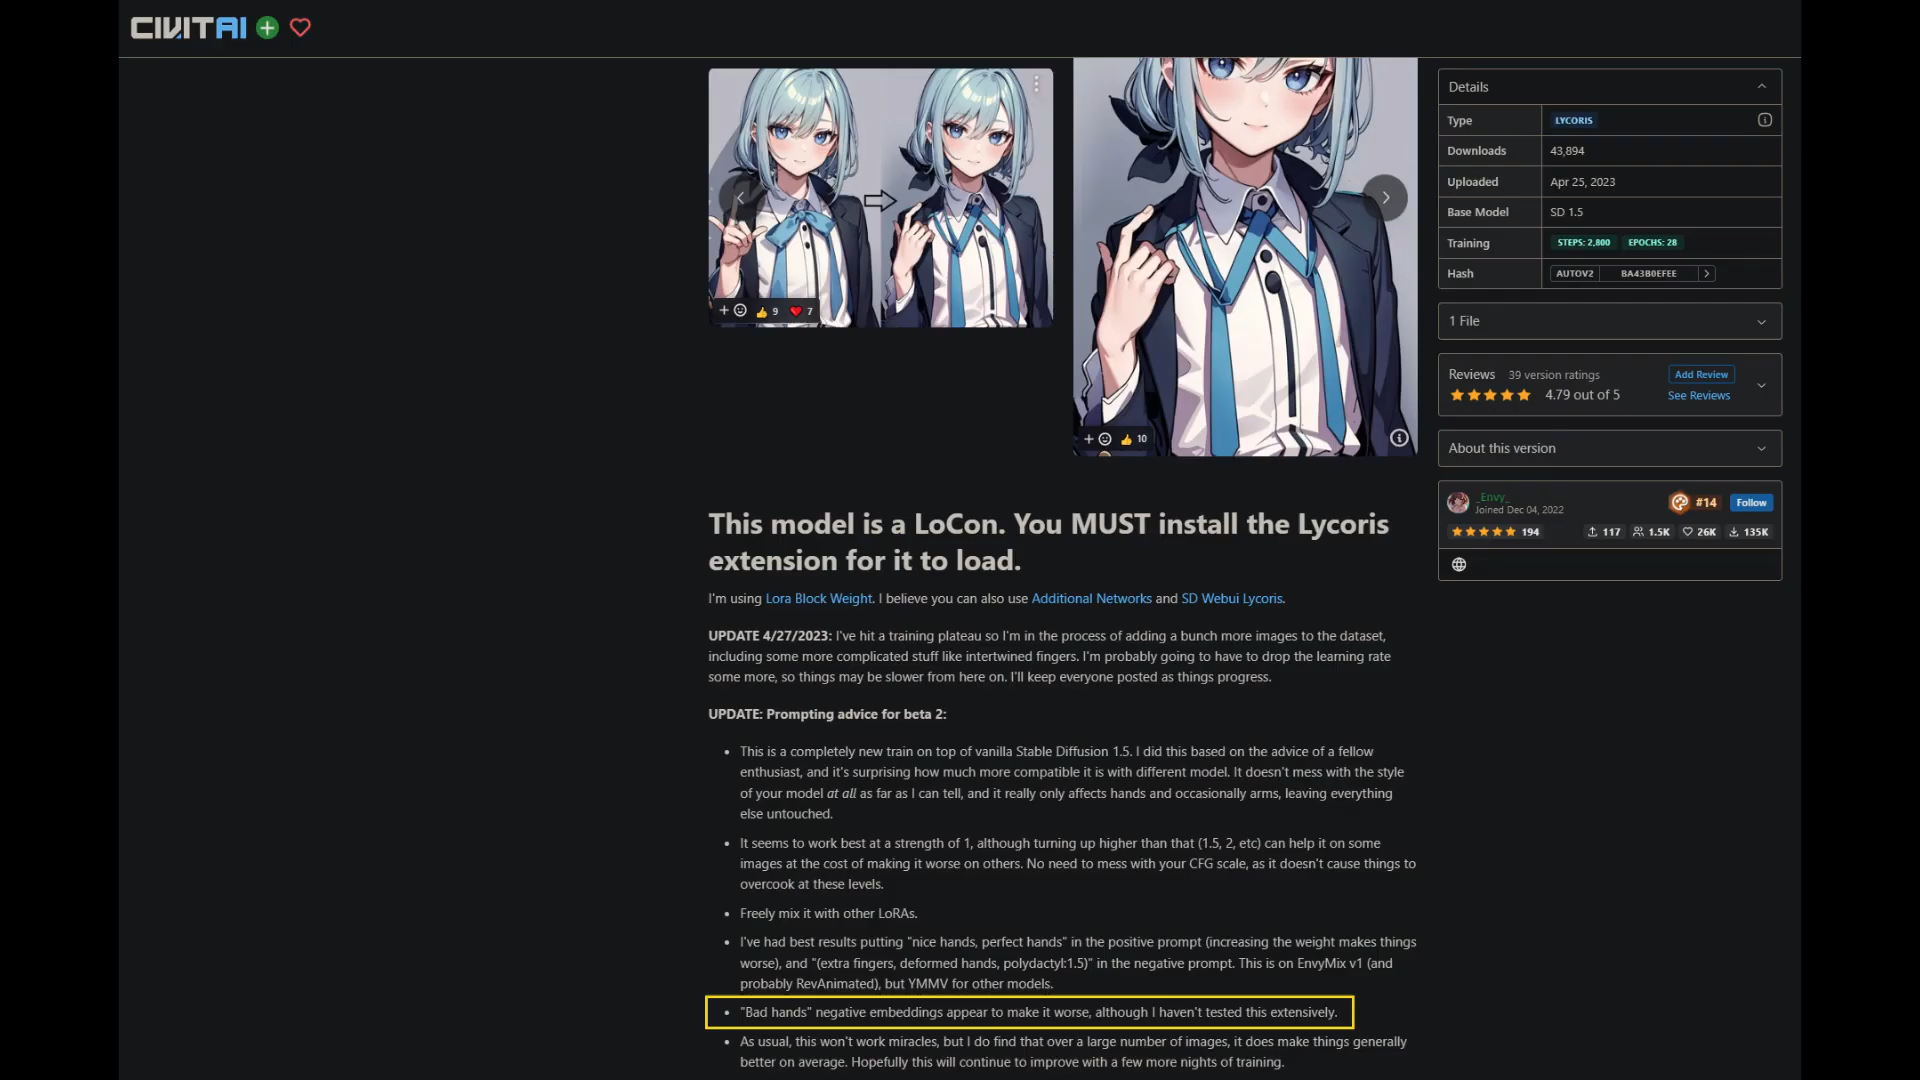 CIVITAI
9 7
10
Details
Type LYCORIS
Downloads 43,894
Uploaded Apr 25, 2023
Base Model SD 1.5
Training STEPS: 2,800 EPOCHS: 28
Hash AUTOV2 BA43B0EFEE
1 File
Reviews 39 version ratings Add Review
4.79 out of 5 See Reviews
About this version
_Envy_ #14 Follow
Joined Dec 04, 2022
194 117 1.5K 26K 135K
This model is a LoCon. You MUST install the Lycoris
extension for it to load.
I'm using Lora Block Weight. I believe you can also use Additional Networks and SD Webui Lycoris.
UPDATE 4/27/2023: I've hit a training plateau so I'm in the process of adding a bunch more images to the dataset,
including some more complicated stuff like intertwined fingers. I'm probably going to have to drop the learning rate
some more, so things may be slower from here on. I'll keep everyone posted as things progress.
UPDATE: Prompting advice for beta 2:
• This is a completely new train on top of vanilla Stable Diffusion 1.5. I did this based on the advice of a fellow
enthusiast, and it's surprising how much more compatible it is with different model. It doesn't mess with the style
of your model at all as far as I can tell, and it really only affects hands and occasionally arms, leaving everything
else untouched.
• It seems to work best at a strength of 1, although turning up higher than that (1.5, 2, etc) can help it on some
images at the cost of making it worse on others. No need to mess with your CFG scale, as it doesn't cause things to
overcook at these levels.
• Freely mix it with other LoRAs.
• I've had best results putting "nice hands, perfect hands" in the positive prompt (increasing the weight makes things
worse), and "(extra fingers, deformed hands, polydactyl:1.5)" in the negative prompt. This is on EnvyMix v1 (and
probably RevAnimated), but YMMV for other models.
• "Bad hands" negative embeddings appear to make it worse, although I haven't tested this extensively.
• As usual, this won't work miracles, but I do find that over a large number of images, it does make things generally
better on average. Hopefully this will continue to improve with a few more nights of training.